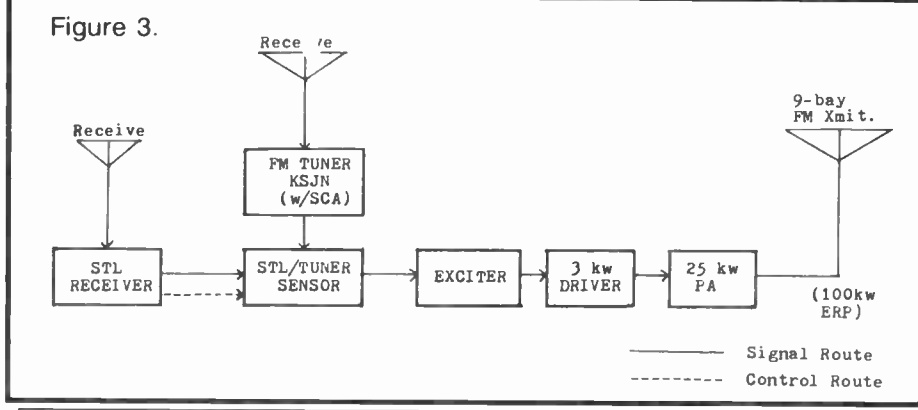 Figure 3.
Receive
9-bay
FM Xmit.
Receive
FM TUNER
KSJN
(w/SCA)
STL
RECEIVER
STL/TUNER
SENSOR
EXCITER
3 kw
DRIVER
25 kw
PA
(100kw
ERP)
Signal Route
Control Route